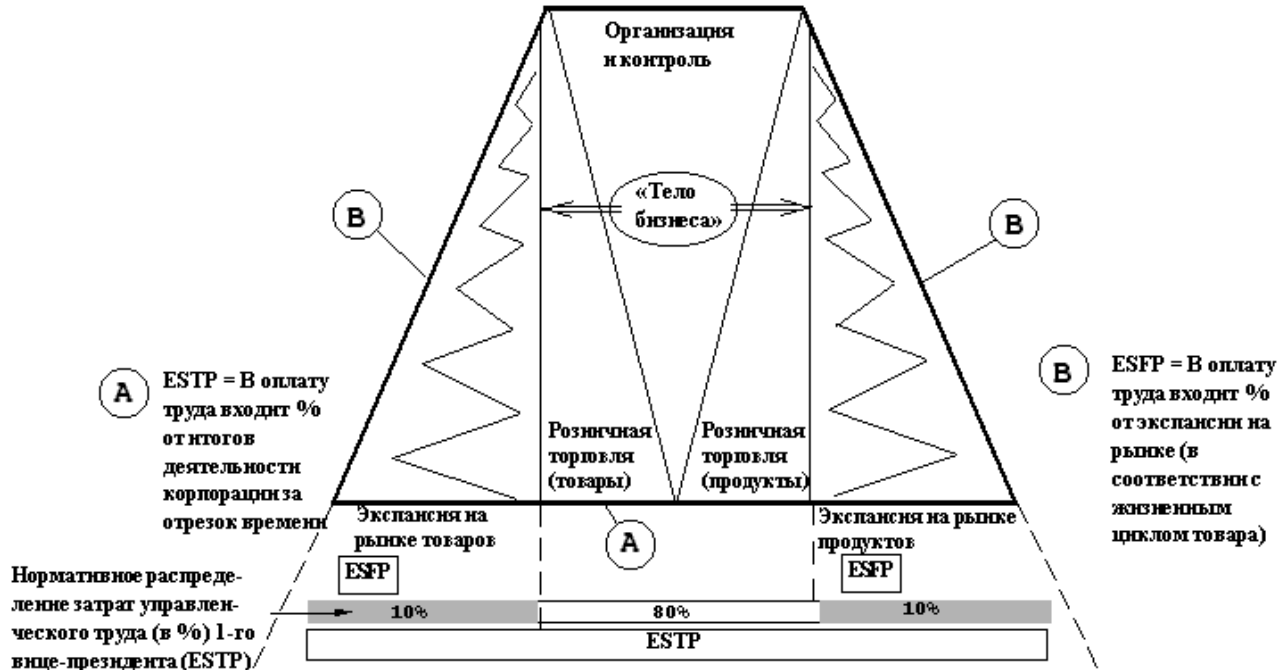 Организация
и контроль
«Тело
бизнеса»
B
B
A
ESTP = В оплату
труда входит %
от итогов
деятельности
корпорации за
отрезок времени
B
ESFP = В оплату
труда входит %
от экспансии на
рынке (в
соответствии с
жизненным
циклом товара)
Розничная
торговля
(товары)
Розничная
торговля
(продукты)
Экспансия на
рынке товаров
A
Экспансия на рынке
продуктов
ESFP
ESFP
Нормативное распреде-
ление затрат управлен-
ческого труда (в %) 1-го
вице-президента (ESTP)
10%
80%
10%
ESTP